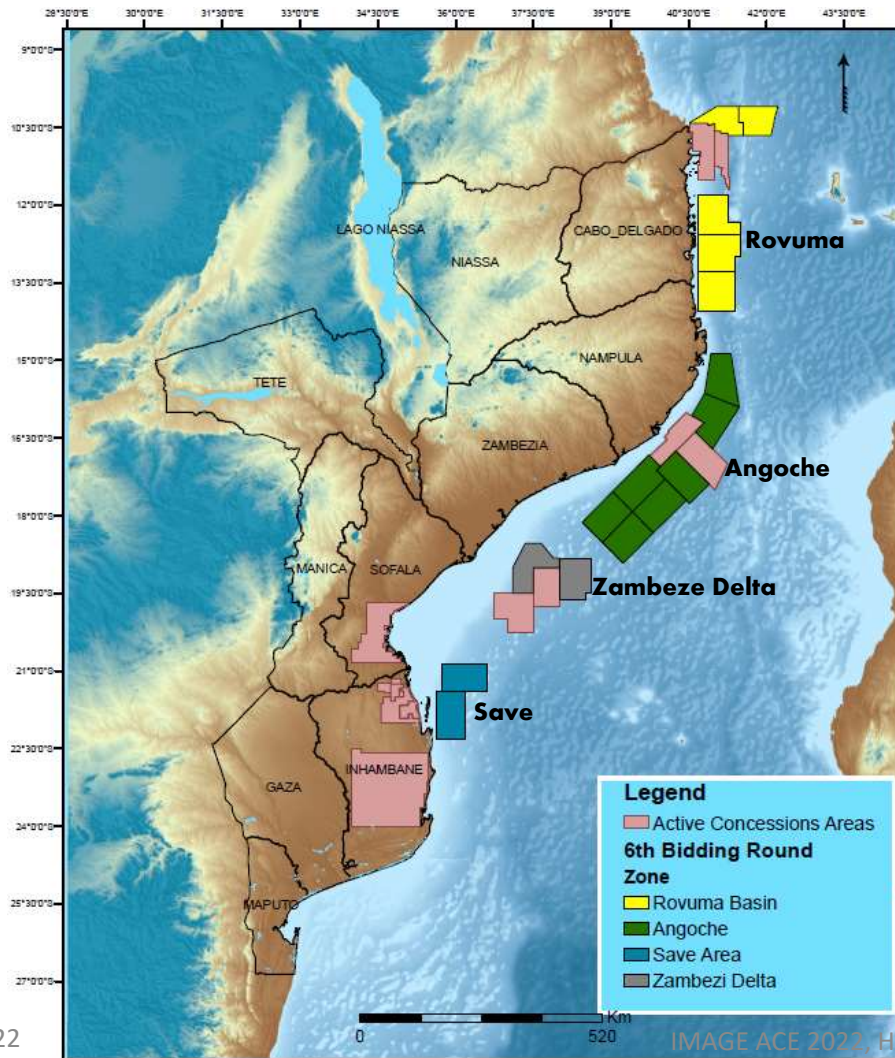 28°30'0"E 30°0'0"E 31°30'0"E 33°0'0"E 34°30'0"E 36°0'0"E 37°30'0"E 39°0'0"E 40°30'0"E 42°0'0"E 43°30'0"E
9°0'0"S
10°30'0"S
12°0'0"S
LAGO NIASSA
CABO_DELGADO
Rovuma
NIASSA
13°30'0"S
15°0'0"S
NAMPULA
TETE
16°30'0"S
ZAMBEZIA
Angoche
18°0'0"S
MANICA
SOFALA
Zambeze Delta
19°30'0"S
21°0'0"S
Save
22°30'0"S
INHAMBANE
GAZA
24°0'0"S
Legend
Active Concessions Areas
6th Bidding Round
Zone
Rovuma Basin
Angoche
Save Area
Zambezi Delta
25°30'0"S
MAPUTO
27°0'0"S
Km
0 520
22
IMAGE ACE 2022, H